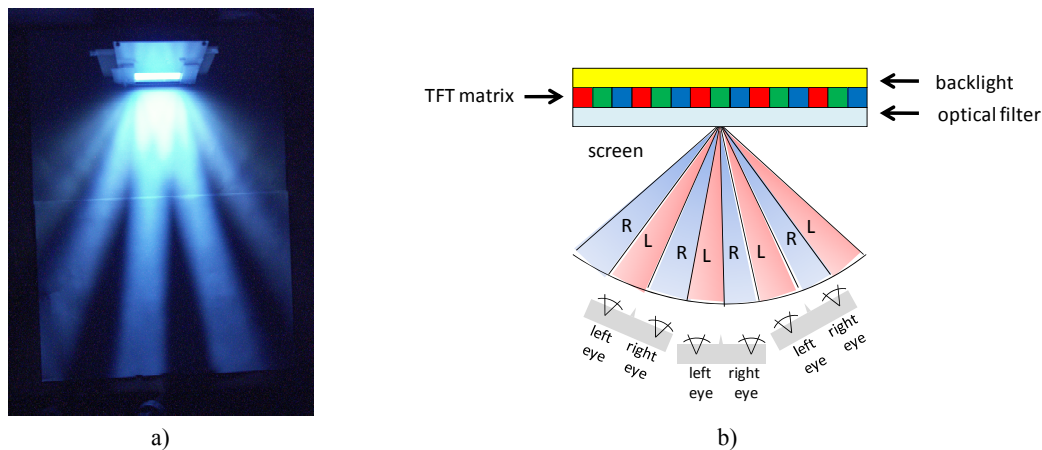 backlight
TFT matrix
optical filter
screen
R
L
R
L
R
L
R
L
left
eye
right
eye
left
eye
right
eye
left
eye
right
eye
a)
b)